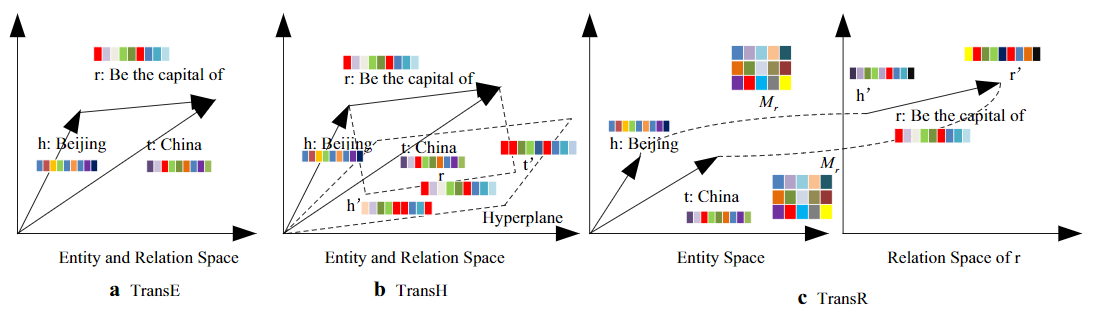 r: Be the capital of
h: Beijing
t: China
Entity and Relation Space
a TransE
r: Be the capital of
h: Beijing
t: China
r
t'
h'
Hyperplane
Entity and Relation Space
b TransH
M_r
h: Beijing
t: China
M_r
Entity Space
h'
r'
r: Be the capital of
Relation Space of r
c TransR